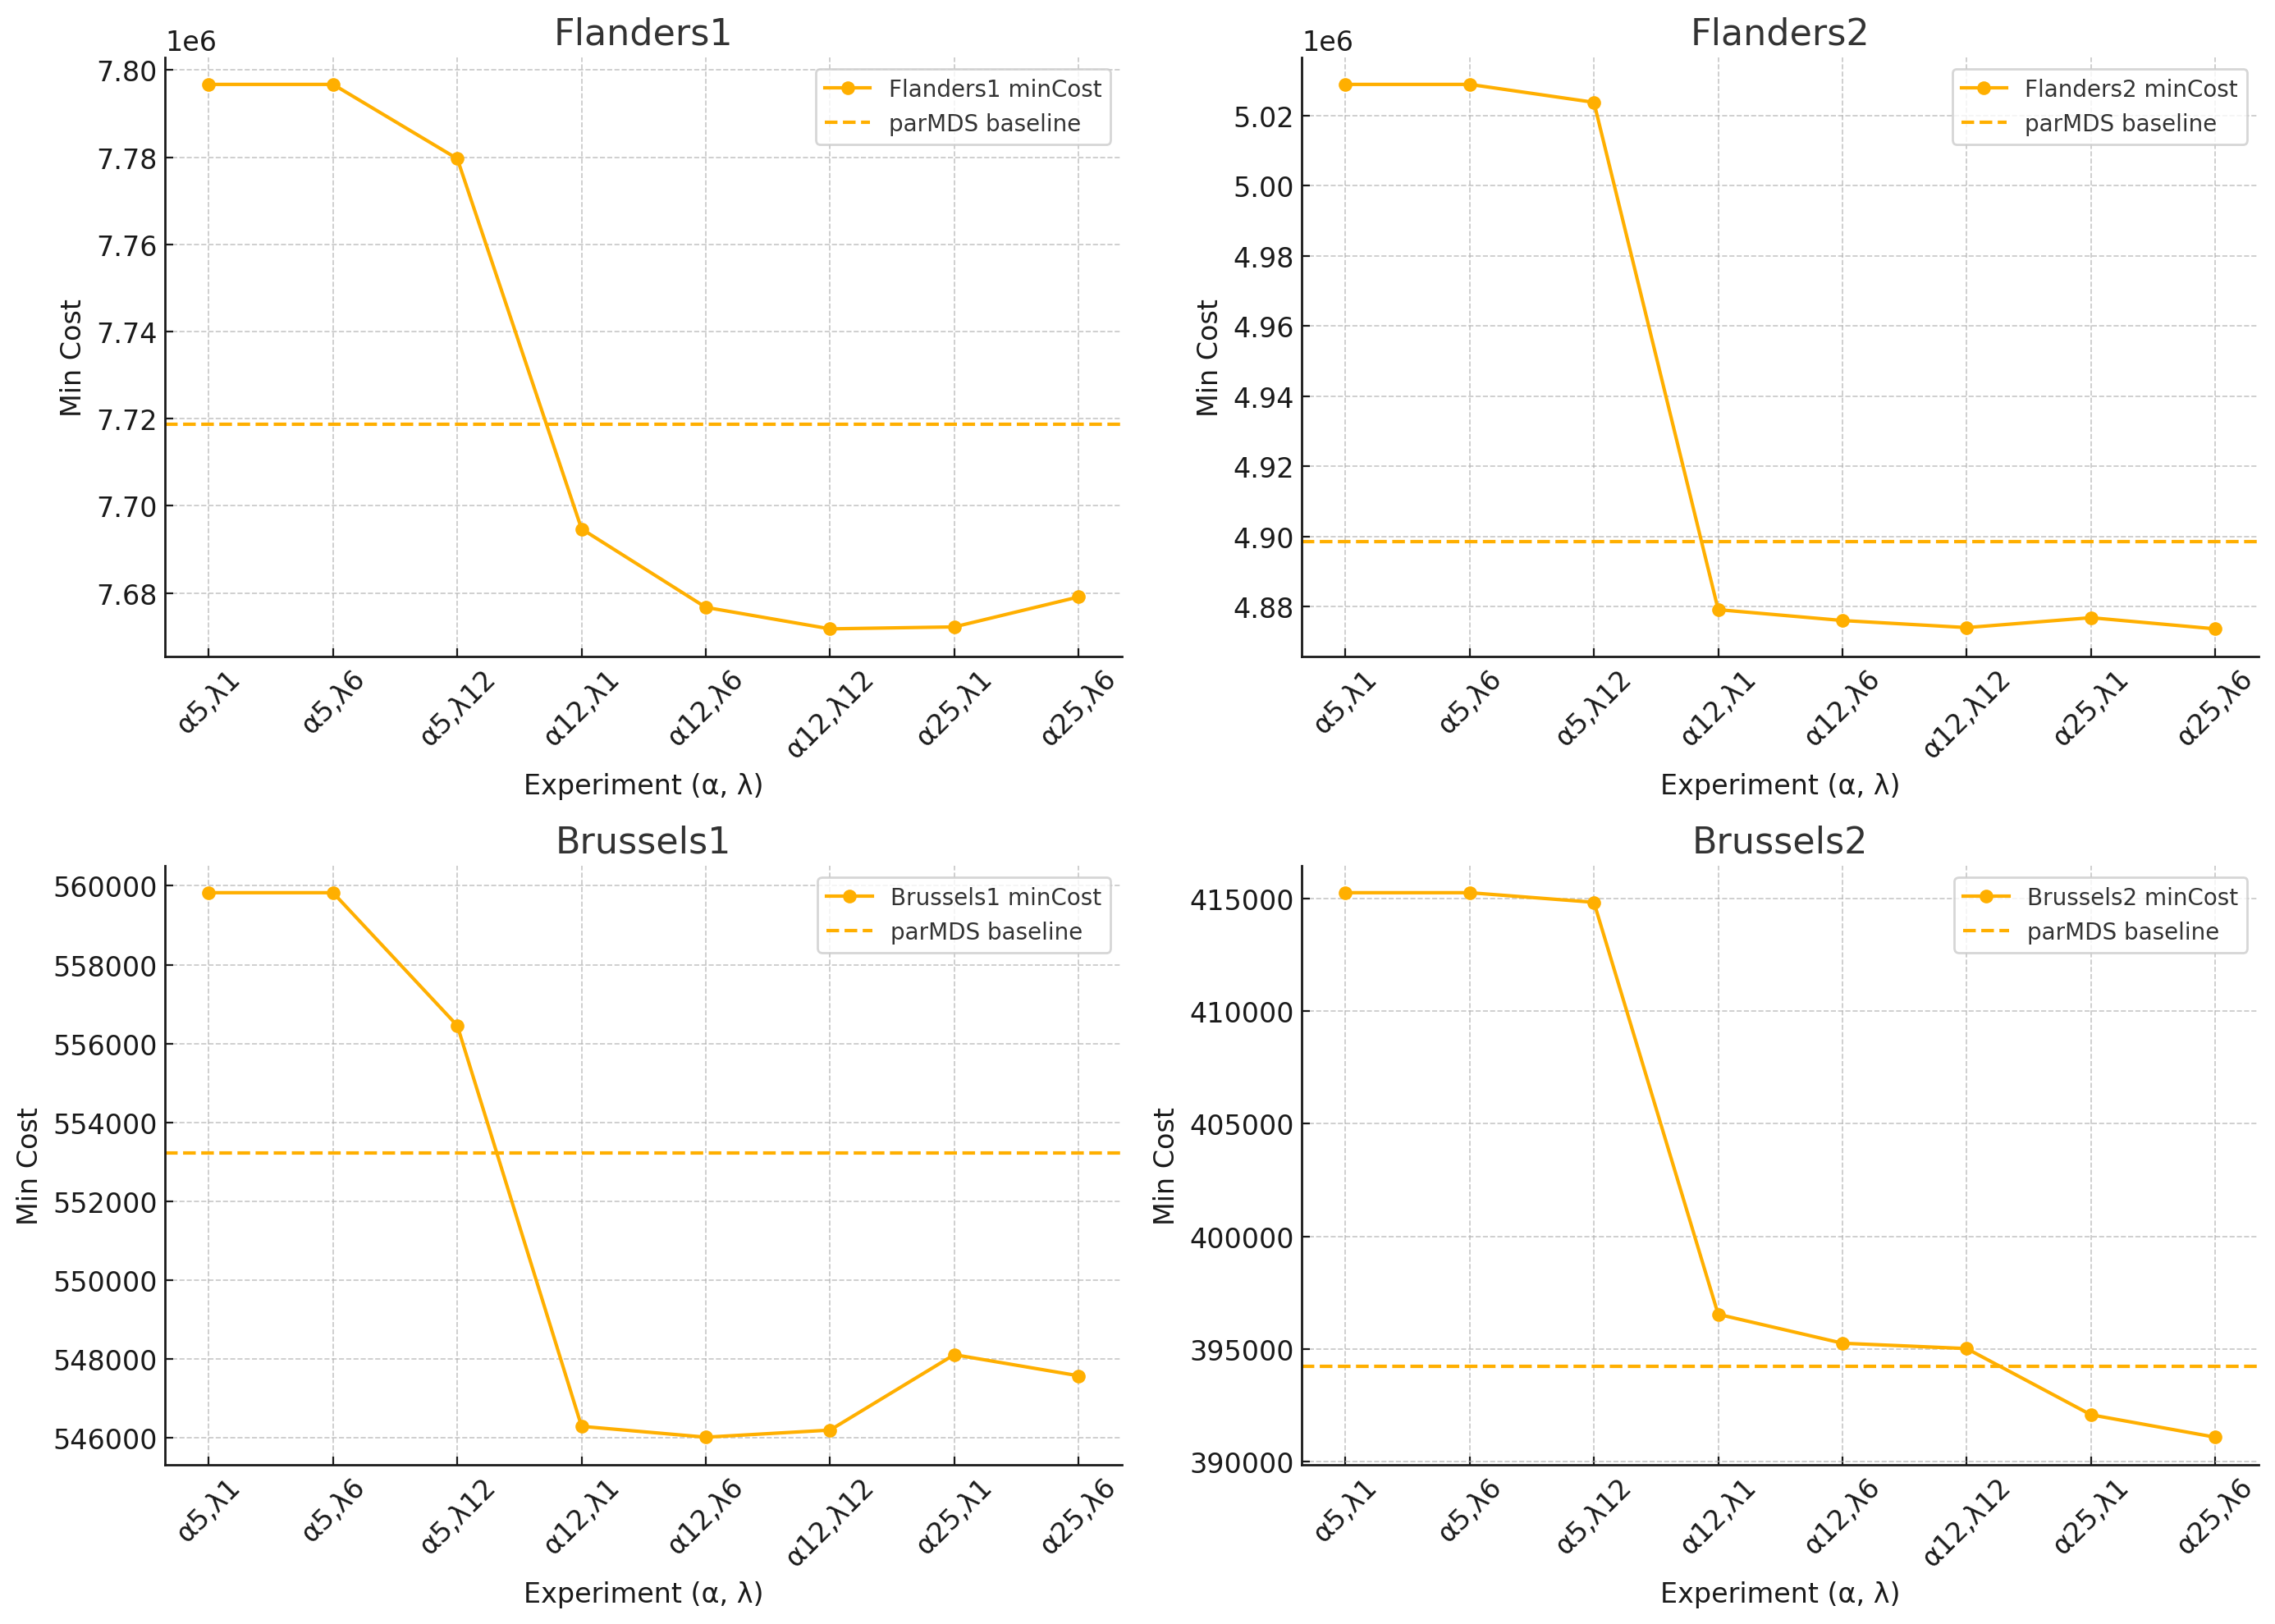 Flanders1
1e6
Flanders1 minCost
parMDS baseline
7.80
7.78
7.76
7.74
7.72
7.70
7.68
Min Cost
α5,λ1
α5,λ6
α5,λ12
α12,λ1
α12,λ6
α12,λ12
α25,λ1
α25,λ6
Experiment (α, λ)
Flanders2
1e6
Flanders2 minCost
parMDS baseline
5.02
5.00
4.98
4.96
4.94
4.92
4.90
4.88
Min Cost
α5,λ1
α5,λ6
α5,λ12
α12,λ1
α12,λ6
α12,λ12
α25,λ1
α25,λ6
Experiment (α, λ)
Brussels1
Brussels1 minCost
parMDS baseline
560000
558000
556000
554000
552000
550000
548000
546000
Min Cost
α5,λ1
α5,λ6
α5,λ12
α12,λ1
α12,λ6
α12,λ12
α25,λ1
α25,λ6
Experiment (α, λ)
Brussels2
Brussels2 minCost
parMDS baseline
415000
410000
405000
400000
395000
390000
Min Cost
α5,λ1
α5,λ6
α5,λ12
α12,λ1
α12,λ6
α12,λ12
α25,λ1
α25,λ6
Experiment (α, λ)